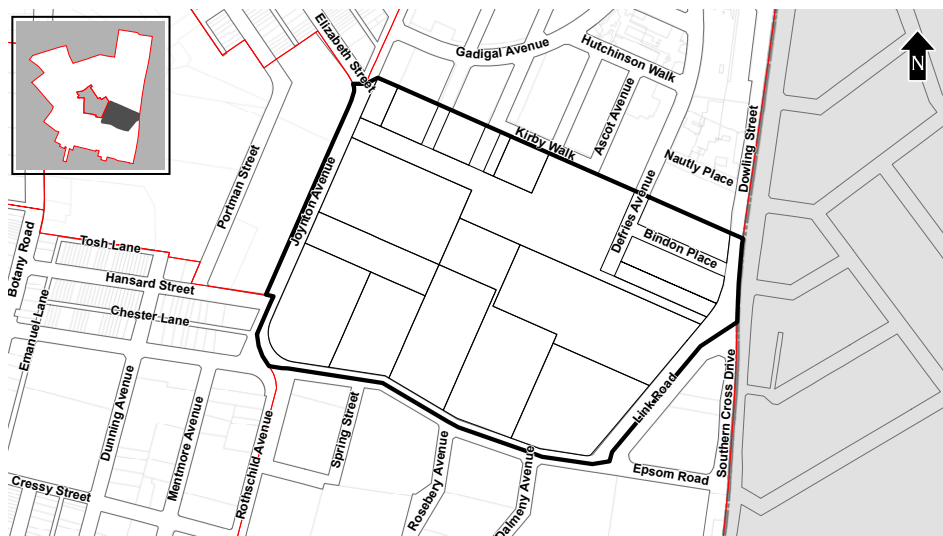 Elizabeth Street
Gadigal Avenue
Hutchinson Walk
N
Kirby Walk
Ascot Avenue
Dowling Street
Nautly Place
Portman Street
Joynton Avenue
Defries Avenue
Bindon Place
Botany Road
Tosh Lane
Hansard Street
Emanuel Lane
Chester Lane
Dunning Avenue
Mentmore Avenue
Rothschild Avenue
Spring Street
Link Road
Southern Cross Drive
Cressy Street
Rosebery Avenue
Dalmeny Avenue
Epsom Road